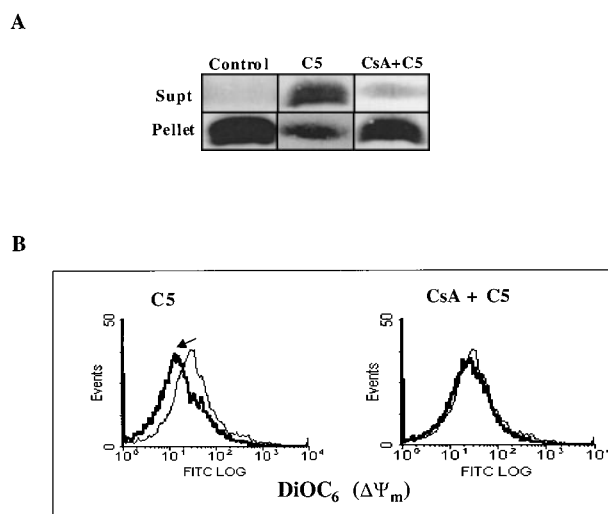 A
Control C5 CsA+C5
Supt
Pellet
B
C5 CsA + C5
50 50
Events Events
0 0
10⁰ 10¹ 10² 10³ 10⁴ 10⁰ 10¹ 10² 10³ 10⁴
FITC LOG FITC LOG
DiOC₆ (ΔΨₘ)